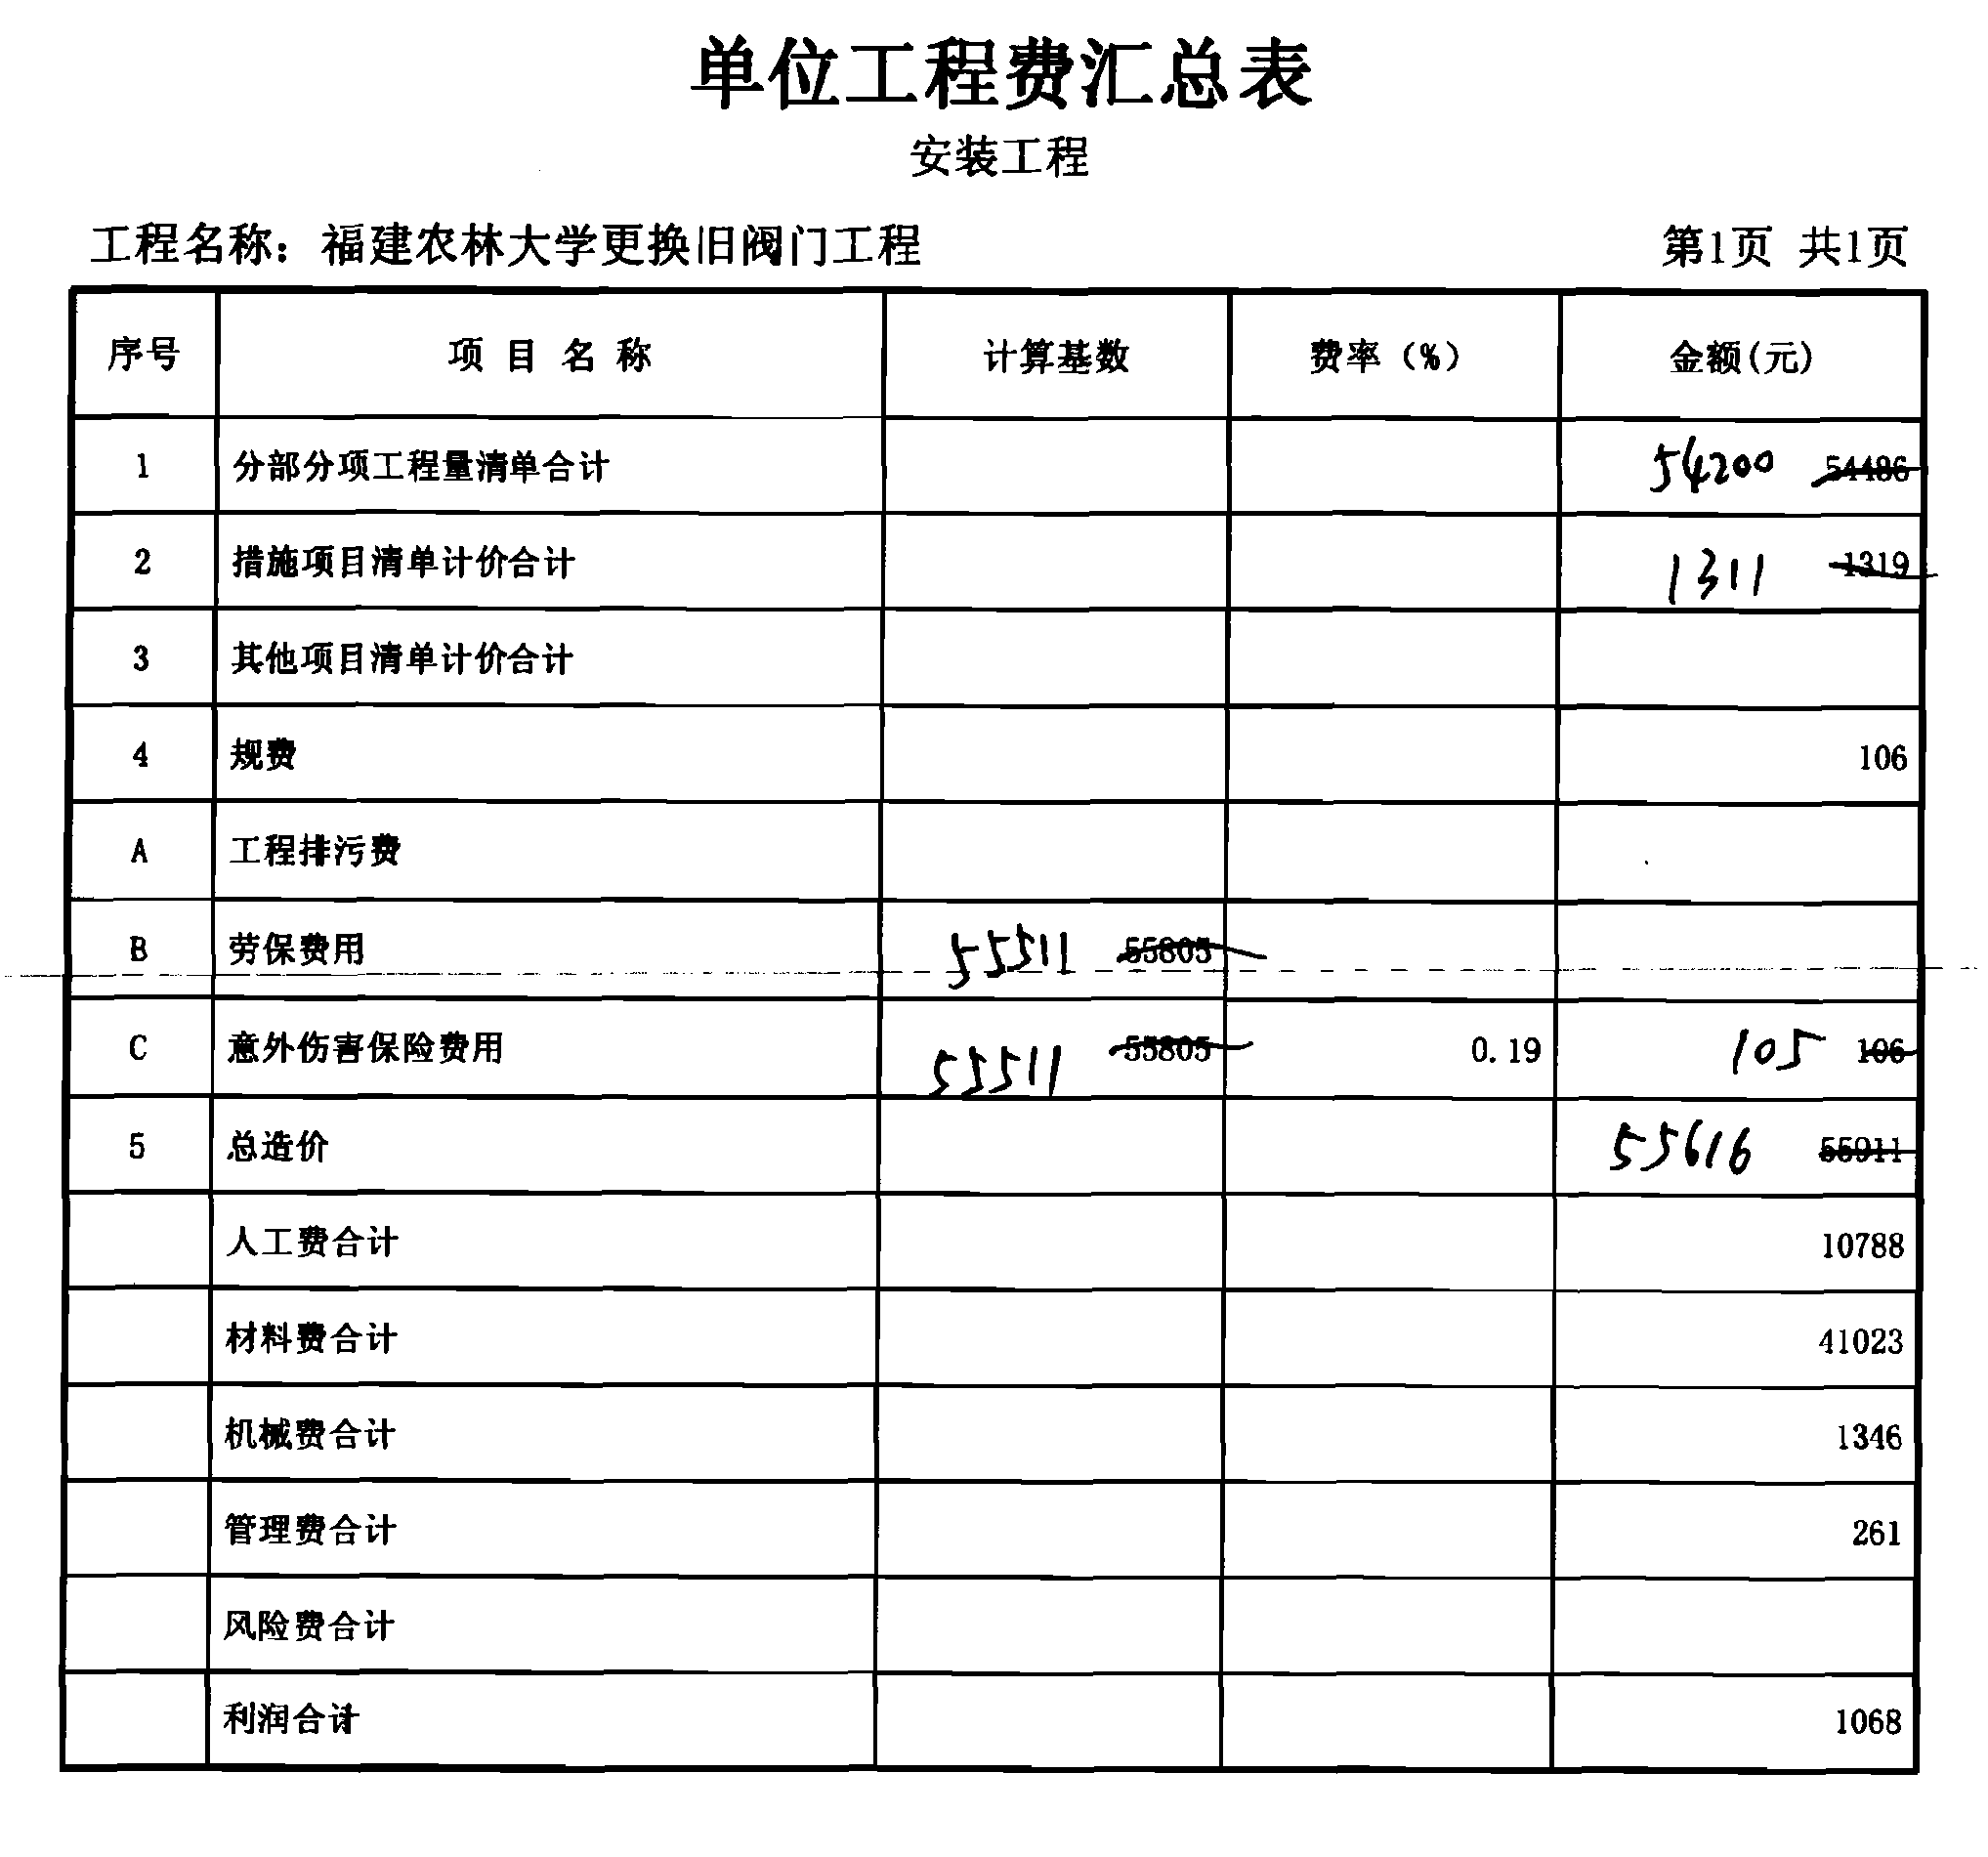 单位工程费汇总表
安装工程
工程名称：福建农林大学更换旧阀门工程 第1页 共1页
序号 项目名称 计算基数 费率（%） 金额(元)
1 分部分项工程量清单合计 54200 54486
2 措施项目清单计价合计 1311 1319
3 其他项目清单计价合计
4 规费 106
A 工程排污费
B 劳保费用 55511 55805
C 意外伤害保险费用 55511 55805 0.19 105 106
5 总造价 55616 55911
人工费合计 10788
材料费合计 41023
机械费合计 1346
管理费合计 261
风险费合计
利润合计 1068